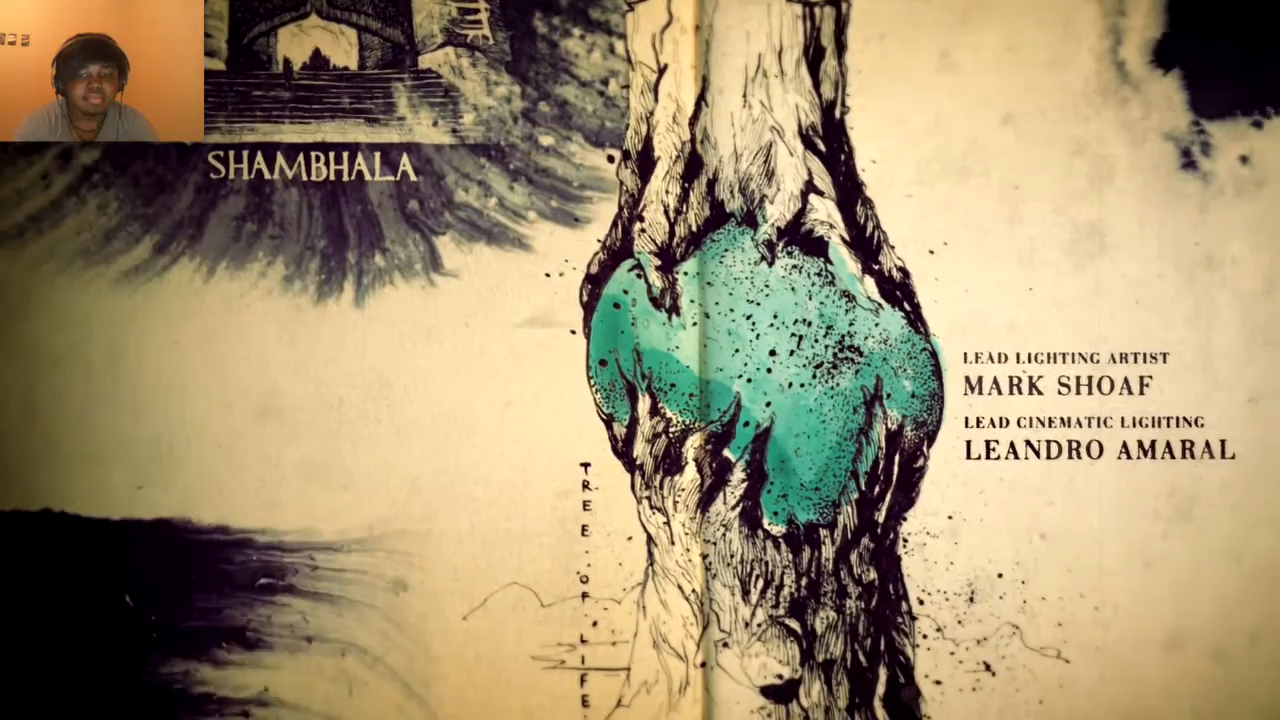 SHAMBHALA
LEAD LIGHTING ARTIST
MARK SHOAF
LEAD CINEMATIC LIGHTING
LEANDRO AMARAL
TREE.OF.LIFE.